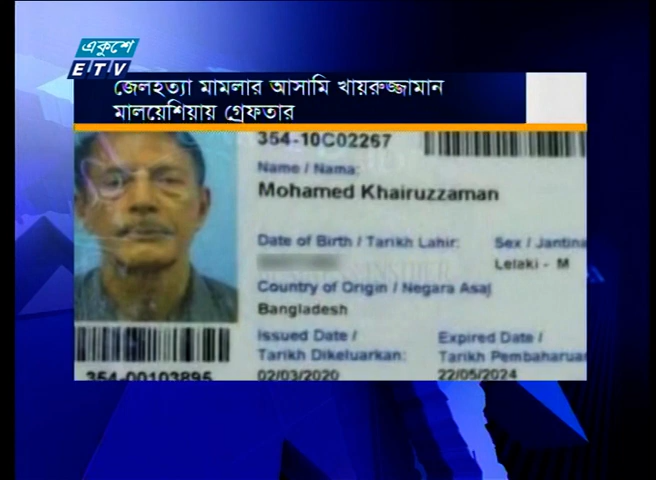 একুশে
ETV
জেলহত্যা মামলার আসামি খায়রুজ্জামান
মালয়েশিয়ায় গ্রেফতার
354-10C02267
Name / Nama:
Mohamed Khairuzzaman
Date of Birth / Tarikh Lahir:
Sex / Jantina
Lelaki - M
Country of Origin / Negara Asal
Bangladesh
Issued Date /
Tarikh Dikeluarkan:
Expired Date /
Tarikh Pembaharua
02/03/2020
22/05/2024
354-00103895